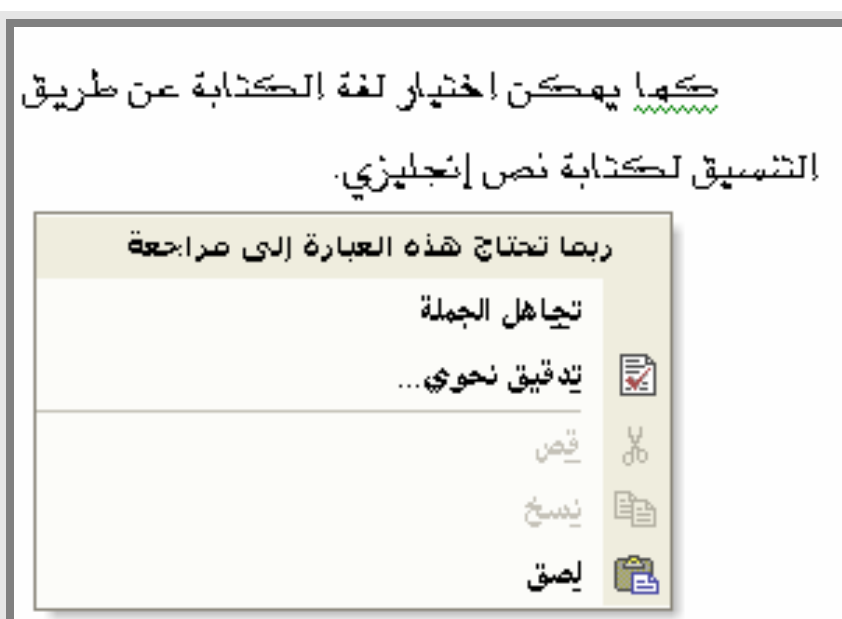 كما يمكن اختيار لغة الكتابة عن طريق
التنسيق لكتابة نص إنجليزي.
ربما تحتاج هذه العبارة إلى مراجعة
تجاهل الجملة
تدقيق نحوي...
قص
نسخ
لصق